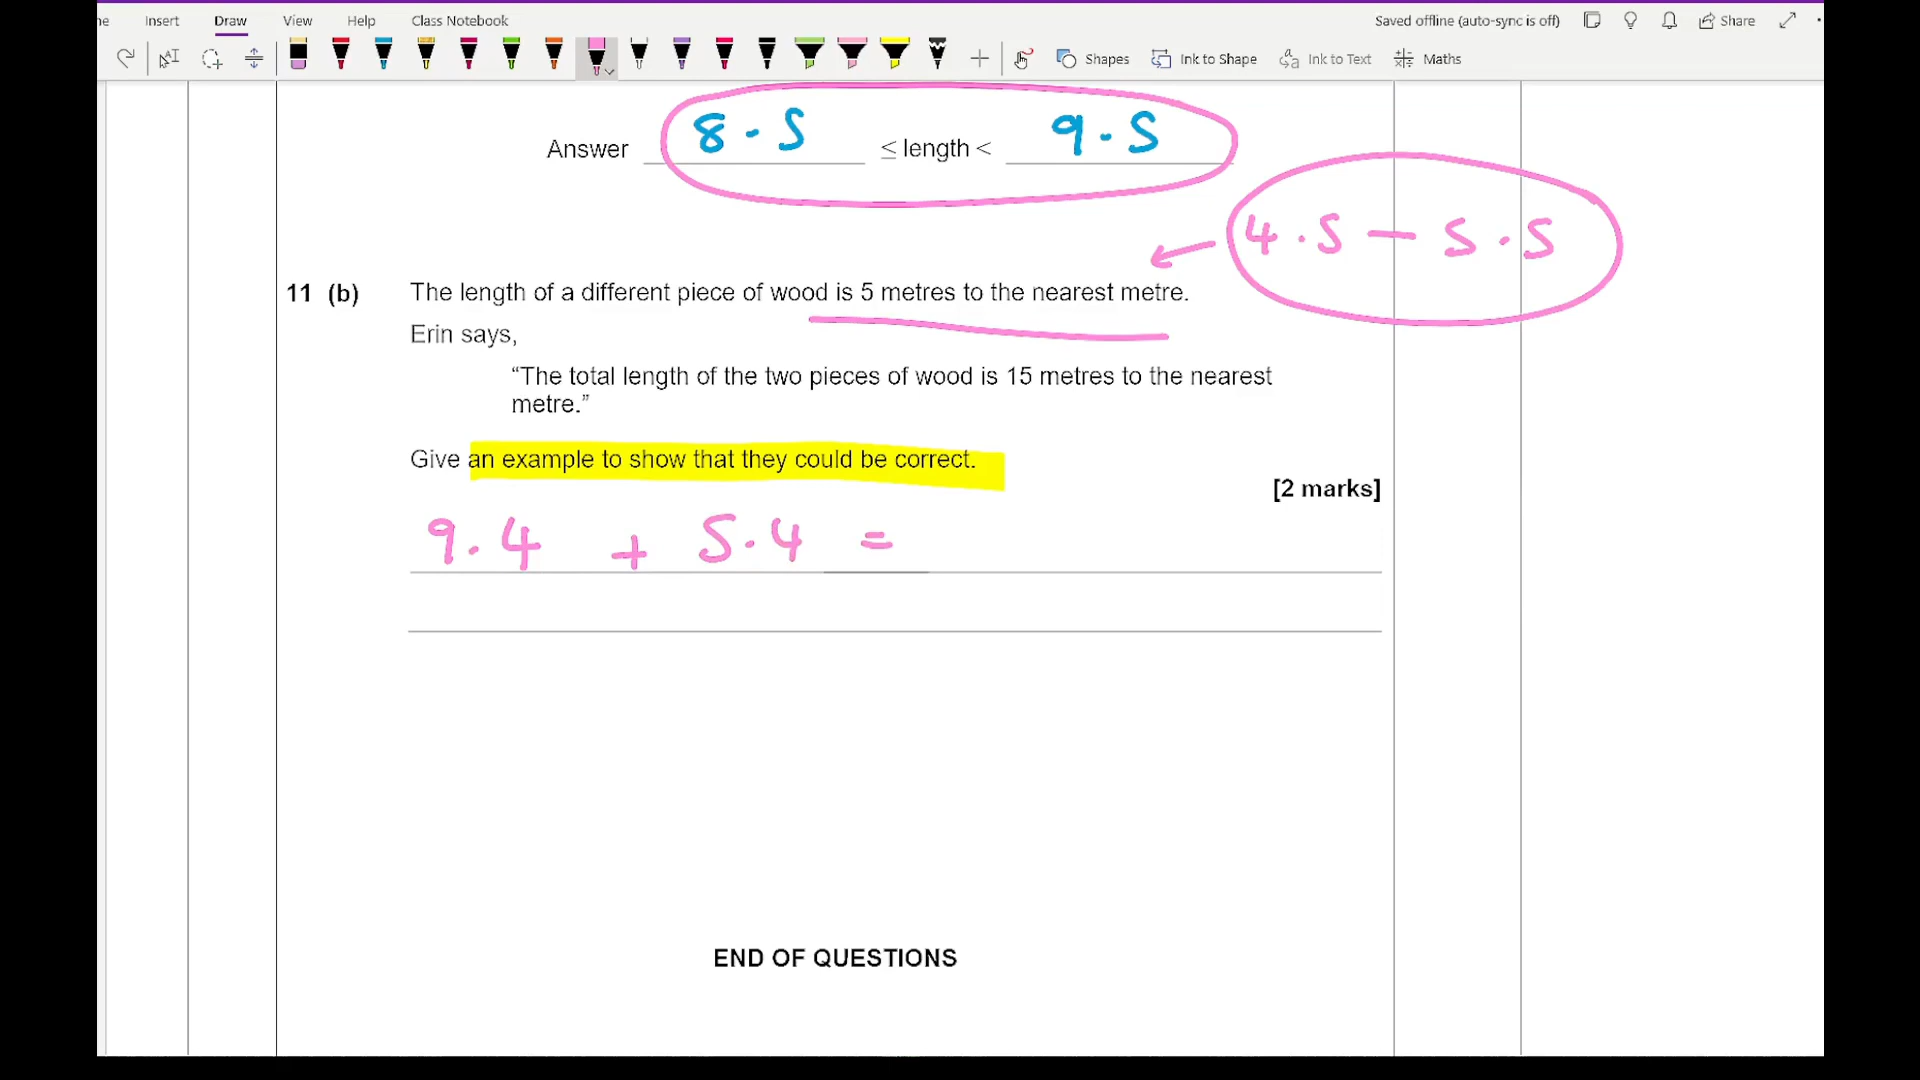 ne Insert Draw View Help Class Notebook Saved offline (auto-sync is off) Share
Shapes Ink to Shape Ink to Text Maths
Answer 8.5 ≤ length < 9.5
4.5 — 5.5
11 (b) The length of a different piece of wood is 5 metres to the nearest metre.
Erin says,
“The total length of the two pieces of wood is 15 metres to the nearest
metre.”
Give an example to show that they could be correct.
[2 marks]
9.4 + 5.4 =
END OF QUESTIONS